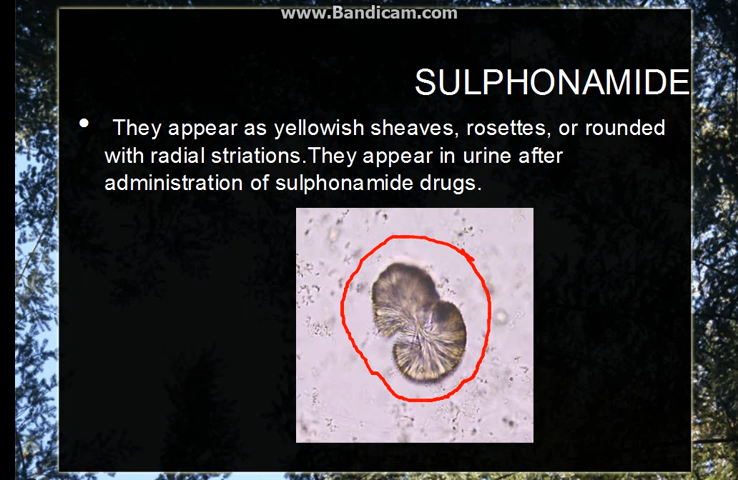 www.Bandicam.com
SULPHONAMIDE
• They appear as yellowish sheaves, rosettes, or rounded
with radial striations.They appear in urine after
administration of sulphonamide drugs.